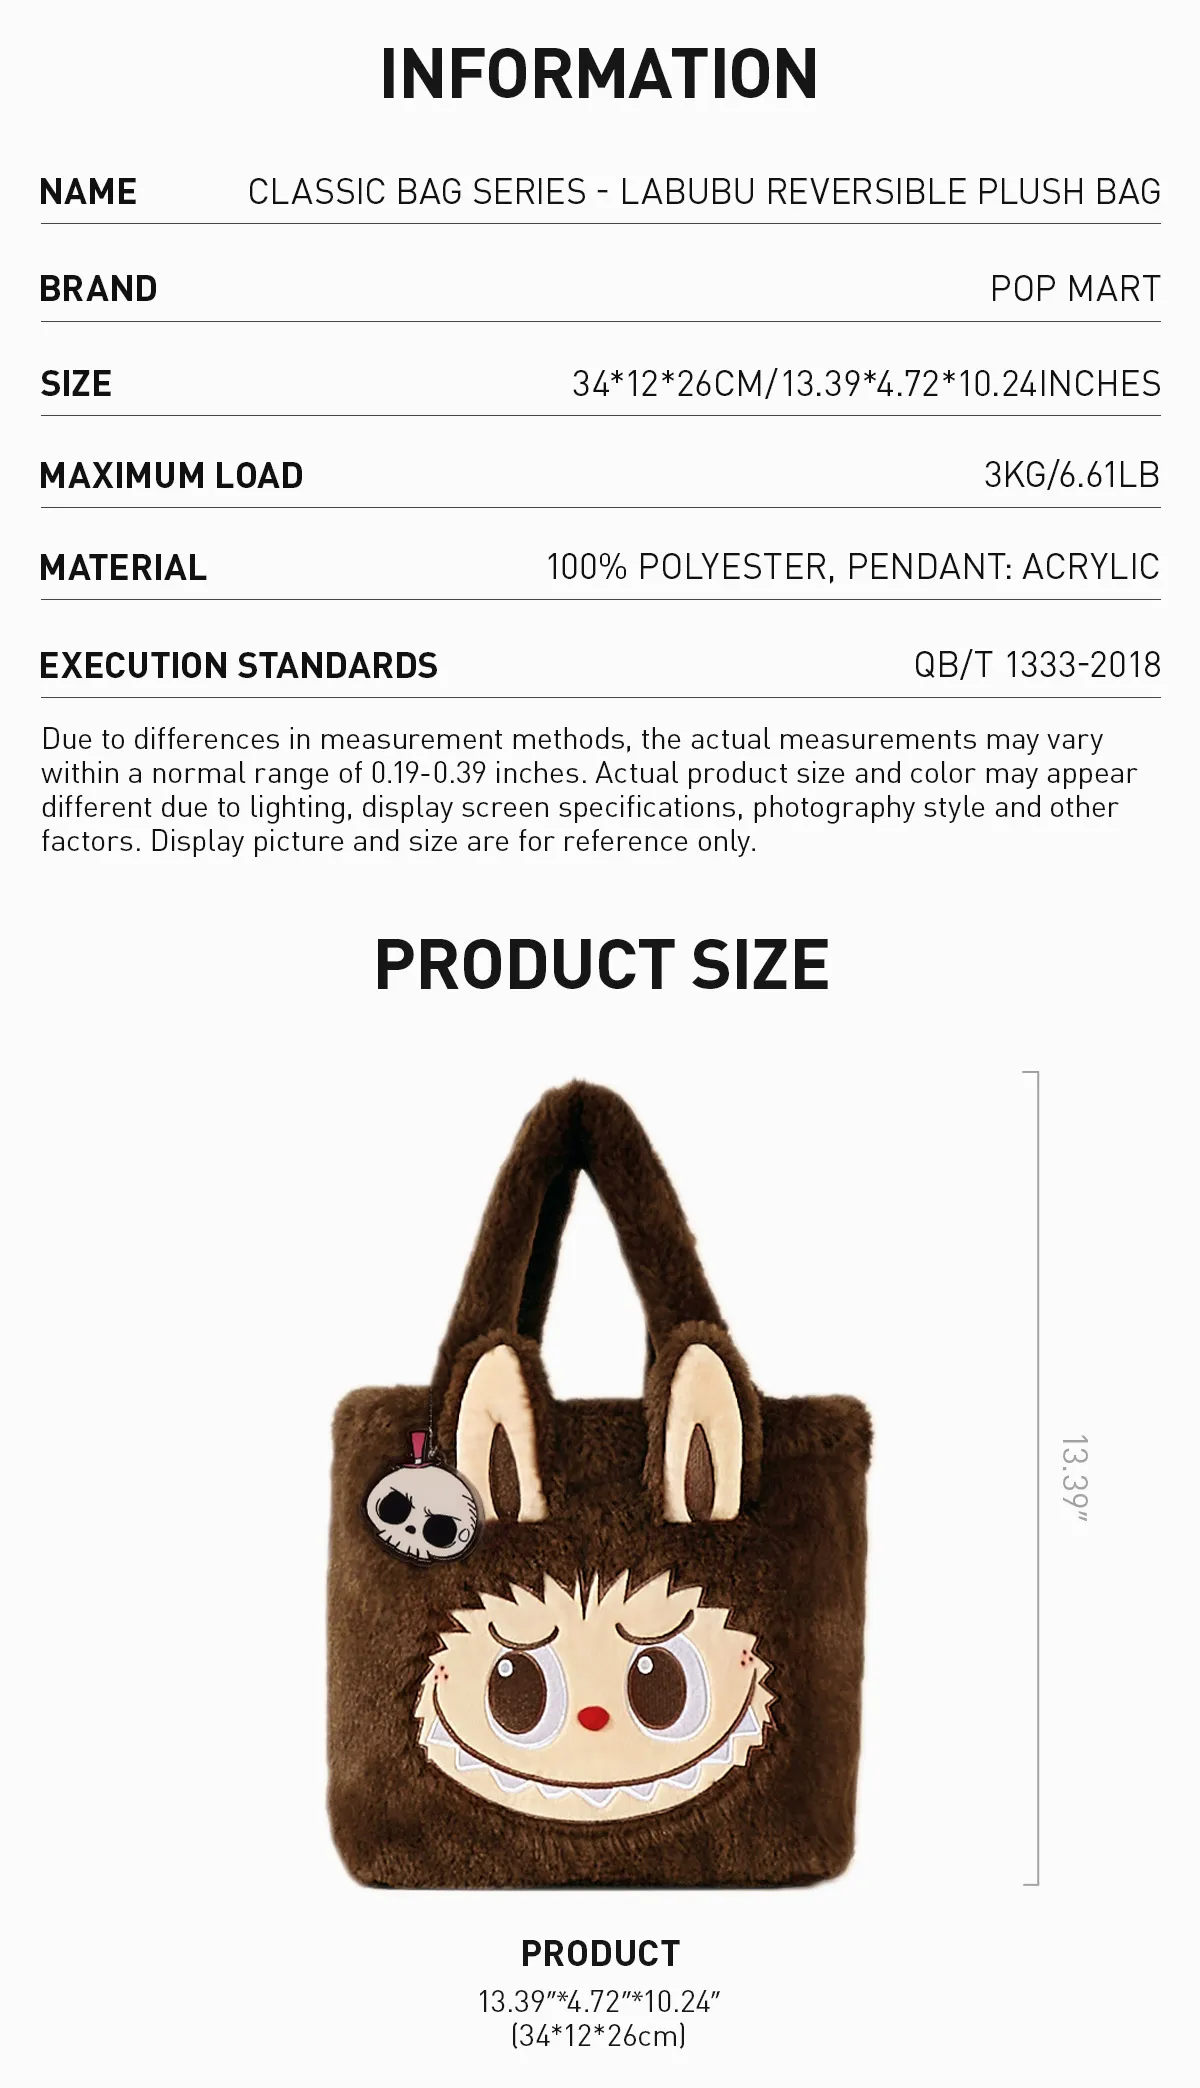 INFORMATION
NAME CLASSIC BAG SERIES - LABUBU REVERSIBLE PLUSH BAG
BRAND POP MART
SIZE 34*12*26CM/13.39*4.72*10.24INCHES
MAXIMUM LOAD 3KG/6.61LB
MATERIAL 100% POLYESTER, PENDANT: ACRYLIC
EXECUTION STANDARDS QB/T 1333-2018
Due to differences in measurement methods, the actual measurements may vary
within a normal range of 0.19-0.39 inches. Actual product size and color may appear
different due to lighting, display screen specifications, photography style and other
factors. Display picture and size are for reference only.
PRODUCT SIZE
13.39″
PRODUCT
13.39″*4.72″*10.24″
(34*12*26cm)